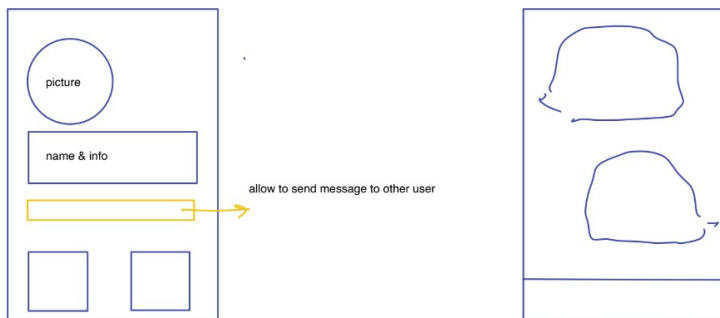 picture
name & info
allow to send message to other user